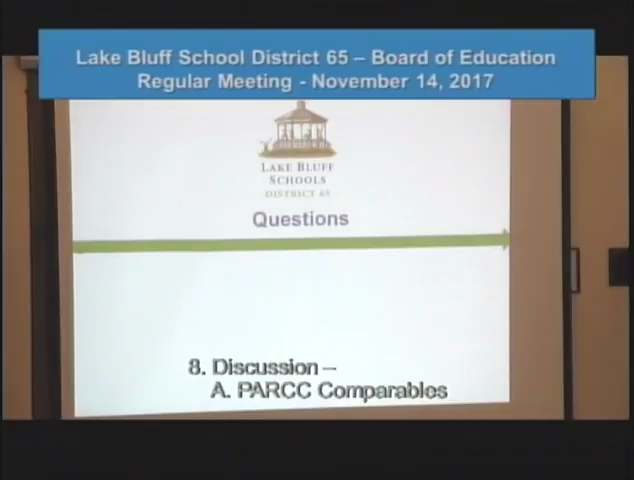 Lake Bluff School District 65 – Board of Education
Regular Meeting - November 14, 2017
LAKE BLUFF
SCHOOLS
DISTRICT 65
Questions
8. Discussion –
A. PARCC Comparables